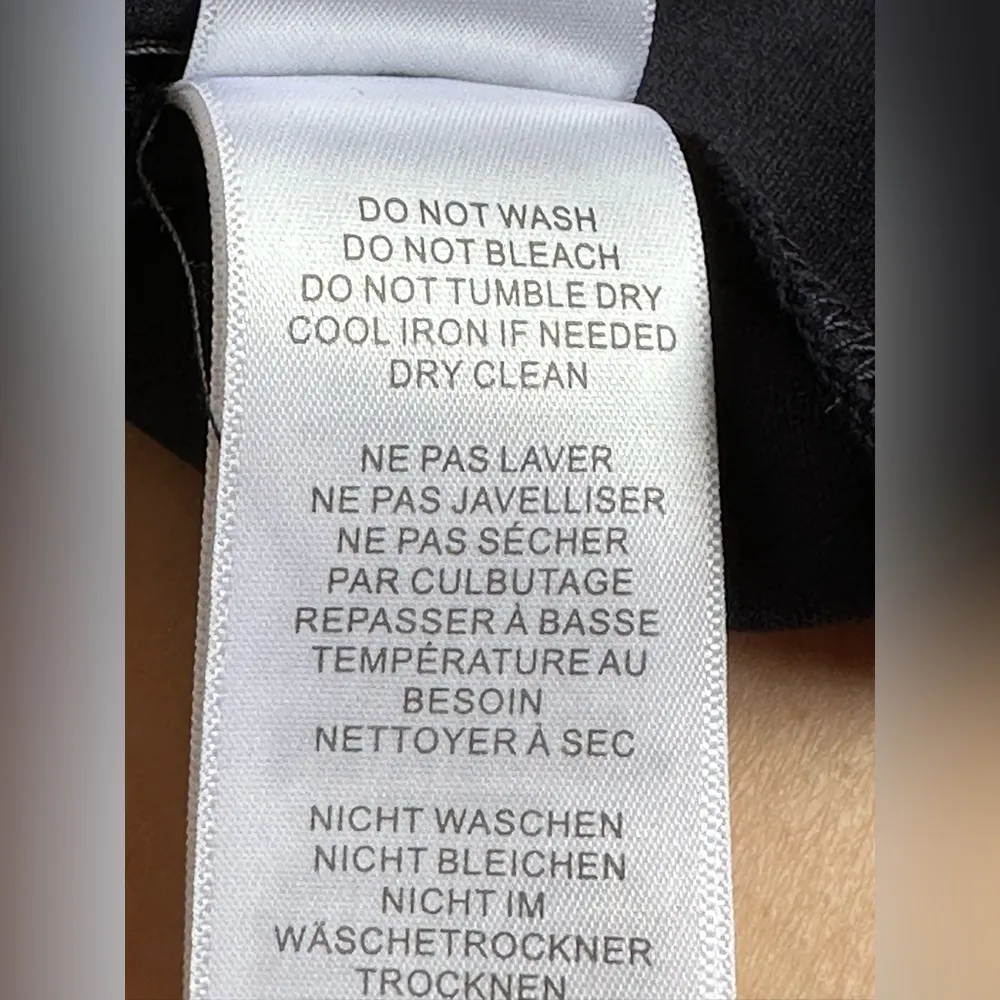 DO NOT WASH
DO NOT BLEACH
DO NOT TUMBLE DRY
COOL IRON IF NEEDED
DRY CLEAN
NE PAS LAVER
NE PAS JAVELLISER
NE PAS SÉCHER
PAR CULBUTAGE
REPASSER À BASSE
TEMPÉRATURE AU
BESOIN
NETTOYER À SEC
NICHT WASCHEN
NICHT BLEICHEN
NICHT IM
WÄSCHETROCKNER
TROCKNEN